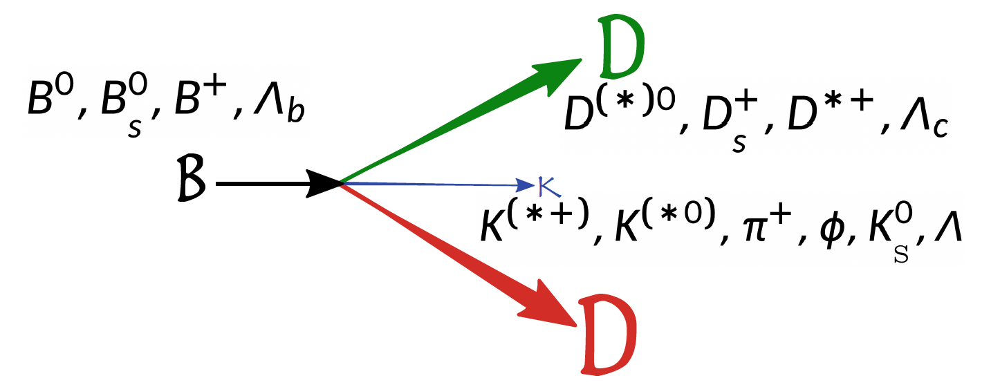 D
B⁰, B⁰ₛ, B⁺, Λ_b
D⁽*⁾⁰, D⁺ₛ, D*⁺, Λ_c
B
K
K⁽*⁺⁾, K⁽*⁰⁾, π⁺, ϕ, K⁰_S, Λ
D